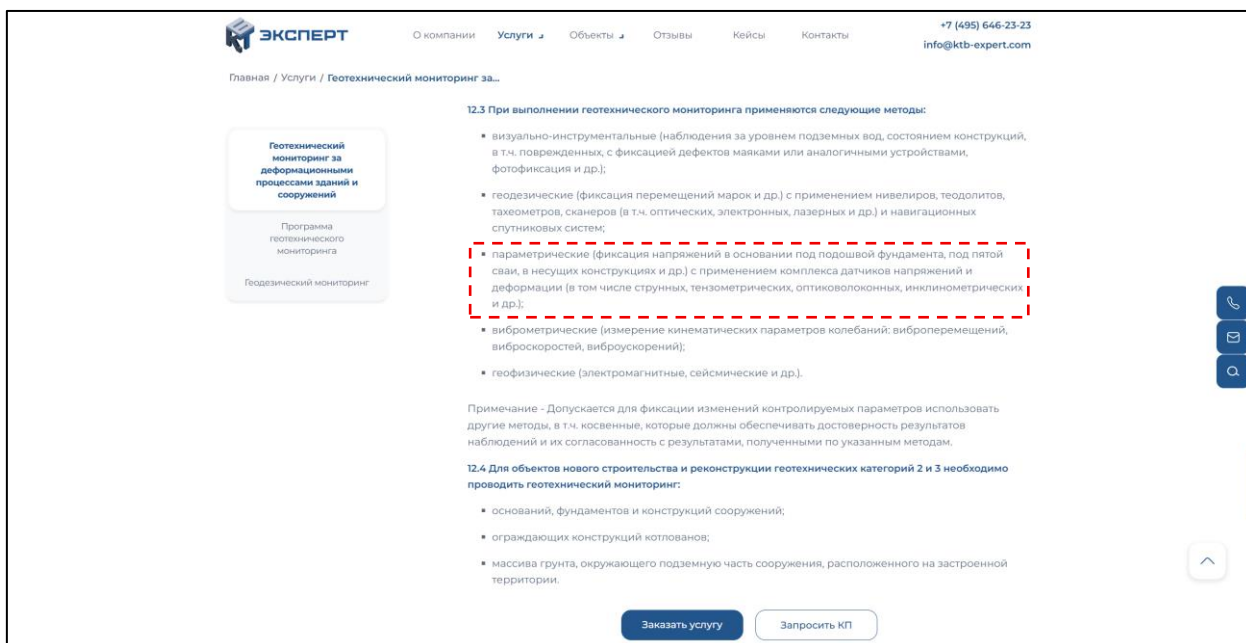 ЭКСПЕРТ
О компании Услуги Объекты Отзывы Кейсы Контакты
+7 (495) 646-23-23
info@ktb-expert.com
Главная / Услуги / Геотехнический мониторинг за...
Геотехнический
мониторинг за
деформационными
процессами зданий и
сооружений
Программа
геотехнического
мониторинга
Геодезический мониторинг
12.3 При выполнении геотехнического мониторинга применяются следующие методы:
▪ визуально-инструментальные (наблюдения за уровнем подземных вод, состоянием конструкций,
в т.ч. поврежденных, с фиксацией дефектов маяками или аналогичными устройствами,
фотофиксация и др.);
▪ геодезические (фиксация перемещений марок и др.) с применением нивелиров, теодолитов,
тахеометров, сканеров (в т.ч. оптических, электронных, лазерных и др.) и навигационных
спутниковых систем;
▪ параметрические (фиксация напряжений в основании под подошвой фундамента, под пятой
сваи, в несущих конструкциях и др.) с применением комплекса датчиков напряжений и
деформации (в том числе струнных, тензометрических, оптиковолоконных, инклинометрических
и др.);
▪ виброметрические (измерение кинематических параметров колебаний: виброперемещений,
виброскоростей, виброускорений);
▪ геофизические (электромагнитные, сейсмические и др.).
Примечание - Допускается для фиксации изменений контролируемых параметров использовать
другие методы, в т.ч. косвенные, которые должны обеспечивать достоверность результатов
наблюдений и их согласованность с результатами, полученными по указанным методам.
12.4 Для объектов нового строительства и реконструкции геотехнических категорий 2 и 3 необходимо
проводить геотехнический мониторинг:
▪ оснований, фундаментов и конструкций сооружений;
▪ ограждающих конструкций котлованов;
▪ массива грунта, окружающего подземную часть сооружения, расположенного на застроенной
территории.
Заказать услугу Запросить КП